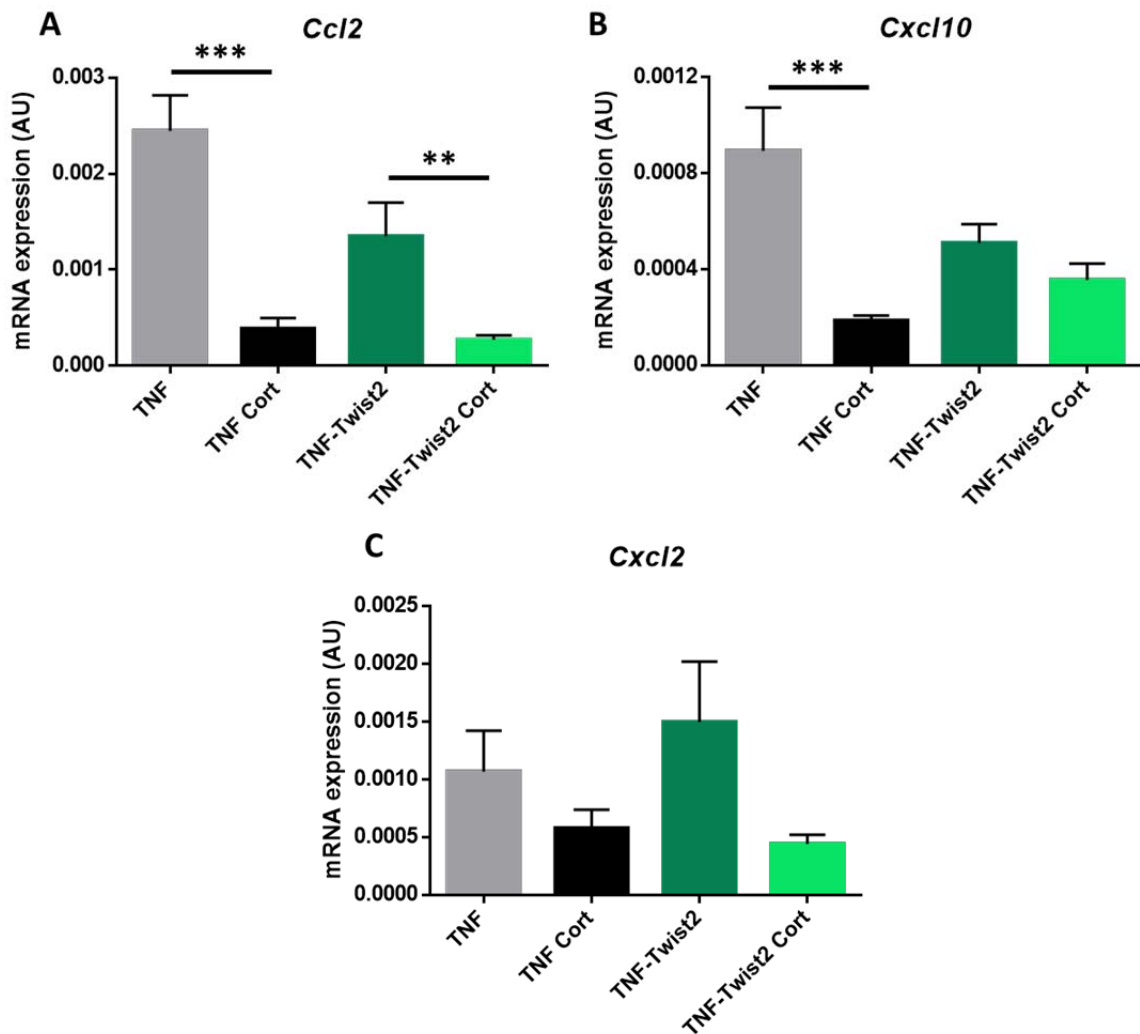 A
Ccl2
***
**
mRNA expression (AU)
0.003
0.002
0.001
0.000
TNF
TNF Cort
TNF-Twist2
TNF-Twist2 Cort
B
Cxcl10
***
mRNA expression (AU)
0.0012
0.0008
0.0004
0.0000
TNF
TNF Cort
TNF-Twist2
TNF-Twist2 Cort
C
Cxcl2
mRNA expression (AU)
0.0025
0.0020
0.0015
0.0010
0.0005
0.0000
TNF
TNF Cort
TNF-Twist2
TNF-Twist2 Cort